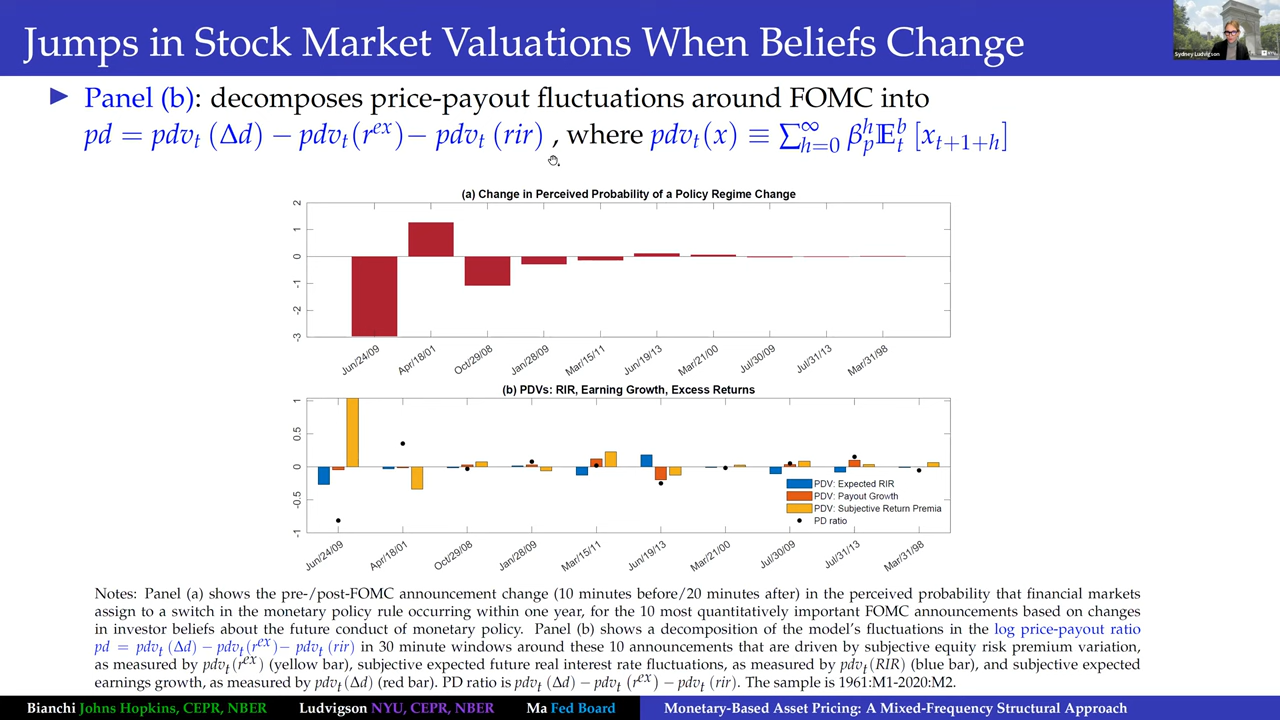 Jumps in Stock Market Valuations When Beliefs Change
Sydney Ludvigson
▶ Panel (b): decomposes price-payout fluctuations around FOMC into
pd = pdv_t (Δd) − pdv_t(r^{ex})− pdv_t (rir) , where pdv_t(x) ≡ ∑_{h=0}^{∞} β_p^h 𝔼_t^b [x_{t+1+h}]
(a) Change in Perceived Probability of a Policy Regime Change
2
1
0
-1
-2
-3
Jun/24/09 Apr/18/01 Oct/29/08 Jan/28/09 Mar/15/11 Jun/19/13 Mar/21/00 Jul/30/09 Jul/31/13 Mar/31/98
(b) PDVs: RIR, Earning Growth, Excess Returns
1
0.5
0
-0.5
-1
PDV: Expected RIR
PDV: Payout Growth
PDV: Subjective Return Premia
PD ratio
Jun/24/09 Apr/18/01 Oct/29/08 Jan/28/09 Mar/15/11 Jun/19/13 Mar/21/00 Jul/30/09 Jul/31/13 Mar/31/98
Notes: Panel (a) shows the pre-/post-FOMC announcement change (10 minutes before/20 minutes after) in the perceived probability that financial markets
assign to a switch in the monetary policy rule occurring within one year, for the 10 most quantitatively important FOMC announcements based on changes
in investor beliefs about the future conduct of monetary policy. Panel (b) shows a decomposition of the model's fluctuations in the log price-payout ratio
pd = pdv_t (Δd) − pdv_t(r^{ex})− pdv_t (rir) in 30 minute windows around these 10 announcements that are driven by subjective equity risk premium variation,
as measured by pdv_t(r^{ex}) (yellow bar), subjective expected future real interest rate fluctuations, as measured by pdv_t(RIR) (blue bar), and subjective expected
earnings growth, as measured by pdv_t(Δd) (red bar). PD ratio is pdv_t (Δd) − pdv_t (r^{ex}) − pdv_t (rir). The sample is 1961:M1-2020:M2.
Bianchi Johns Hopkins, CEPR, NBER Ludvigson NYU, CEPR, NBER Ma Fed Board Monetary-Based Asset Pricing: A Mixed-Frequency Structural Approach